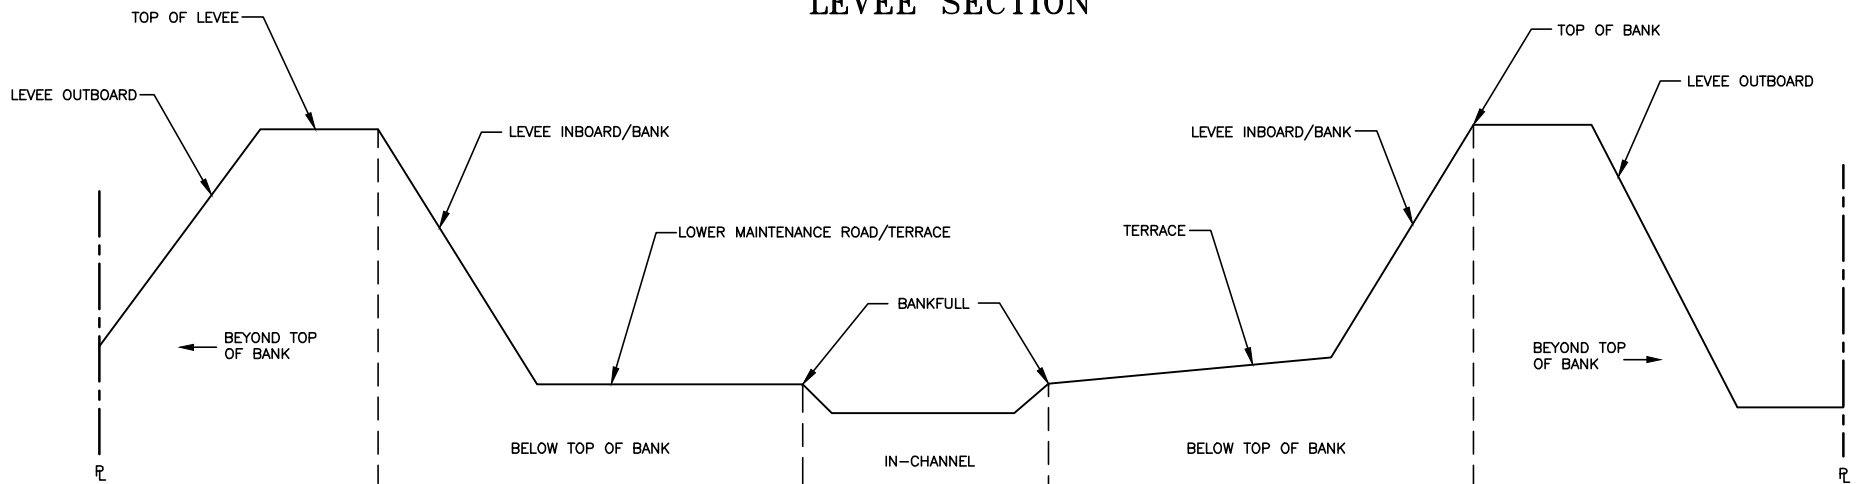 LEVEE SECTION
TOP OF LEVEE
TOP OF BANK
LEVEE OUTBOARD
LEVEE OUTBOARD
LEVEE INBOARD/BANK
LEVEE INBOARD/BANK
LOWER MAINTENANCE ROAD/TERRACE
TERRACE
BANKFULL
BEYOND TOP
OF BANK
BEYOND TOP
OF BANK
BELOW TOP OF BANK
IN-CHANNEL
BELOW TOP OF BANK
PL
PL